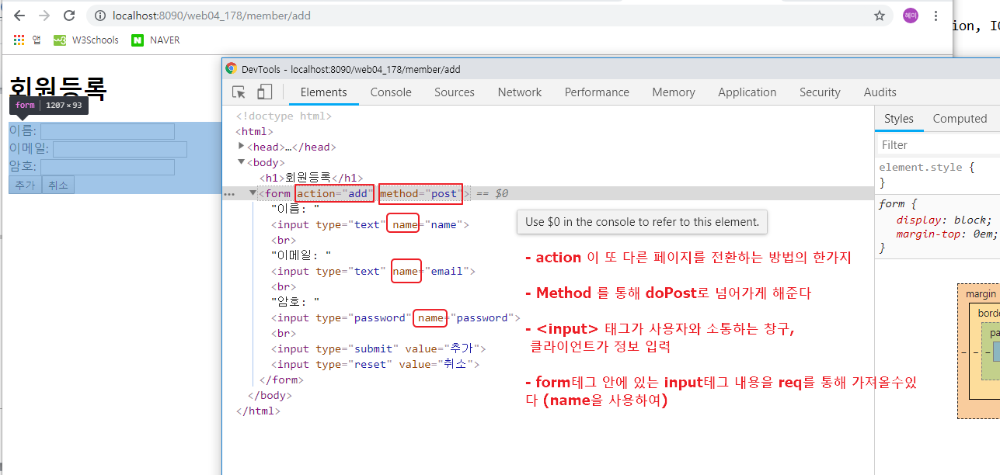 localhost:8090/web04_178/member/add
혜미
앱 W3Schools NAVER
ion, IO
DevTools - localhost:8090/web04_178/member/add
회원등록
form 1207 × 93
이름:
이메일:
암호:
추가 취소
Elements Console Sources Network Performance Memory Application Security Audits
<!doctype html>
<html>
<head>…</head>
<body>
<h1>회원등록</h1>
<form action="add" method="post"> == $0
"이름: "
<input type="text" name="name">
<br>
"이메일: "
<input type="text" name="email">
<br>
"암호: "
<input type="password" name="password">
<br>
<input type="submit" value="추가">
<input type="reset" value="취소">
</form>
</body>
</html>
Use $0 in the console to refer to this element.
- action 이 또 다른 페이지를 전환하는 방법의 한가지
- Method 를 통해 doPost로 넘어가게 해준다
- <input> 태그가 사용자와 소통하는 창구,
클라이언트가 정보 입력
- form테그 안에 있는 input테그 내용을 req를 통해 가져올수있
다 (name을 사용하여)
Styles Computed
Filter
element.style {
}
form {
display: block;
margin-top: 0em;
}
margin
borde
pa